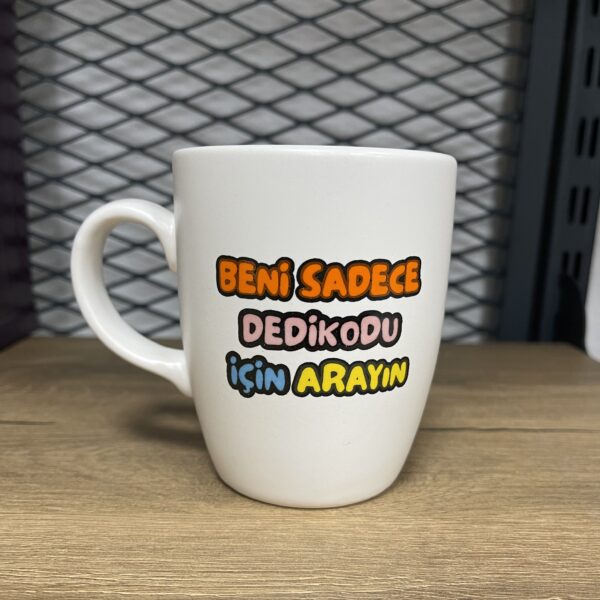 BENİ SADECE
DEDİKODU
İÇİN ARAYIN